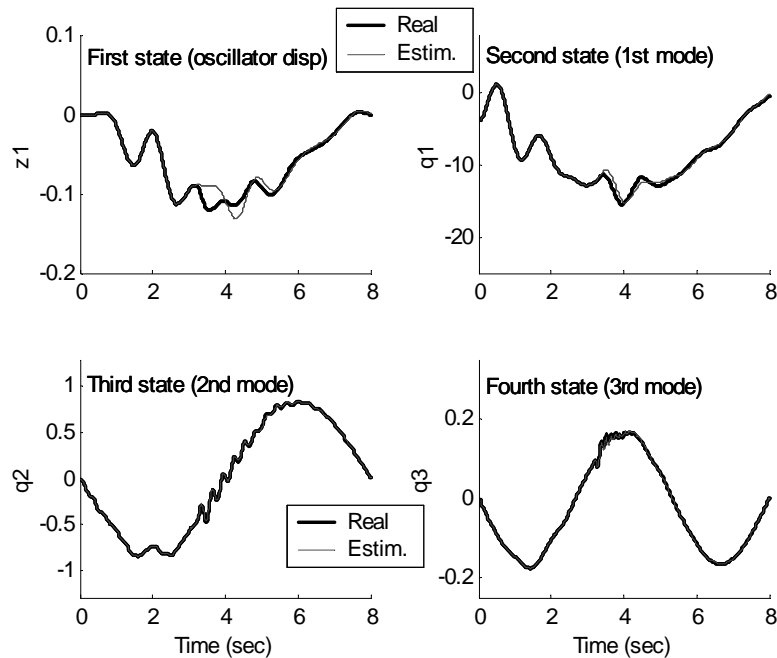 Real
Estim.
First state (oscillator disp)
0.1
0
-0.1
-0.2
z1
0 2 4 6 8
Second state (1st mode)
0
-10
-20
q1
0 2 4 6 8
Third state (2nd mode)
1
0.5
0
-0.5
-1
q2
Real
Estim.
0 2 4 6 8
Time (sec)
Fourth state (3rd mode)
0.2
0
-0.2
q3
0 2 4 6 8
Time (sec)